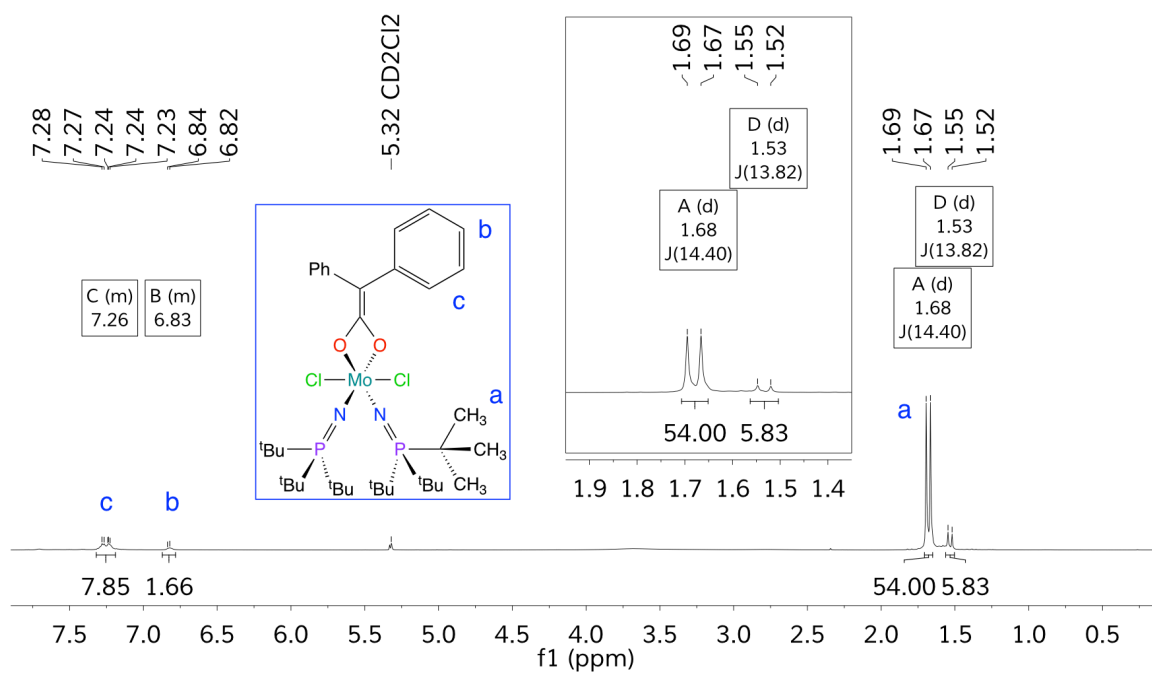 7.28
7.27
7.24
7.24
7.23
6.84
6.82
5.32 CD2Cl2
1.69
1.67
1.55
1.52
D (d)
1.53
J(13.82)
A (d)
1.68
J(14.40)
54.00 5.83
1.9 1.8 1.7 1.6 1.5 1.4
1.69
1.67
1.55
1.52
D (d)
1.53
J(13.82)
A (d)
1.68
J(14.40)
C (m)
7.26
B (m)
6.83
b
Ph
c
O O
Cl Mo Cl
a
N N
CH3
tBu P P CH3
tBu tBu tBu tBu CH3
c b a
7.85 1.66 54.00 5.83
7.5 7.0 6.5 6.0 5.5 5.0 4.5 4.0 3.5 3.0 2.5 2.0 1.5 1.0 0.5
f1 (ppm)